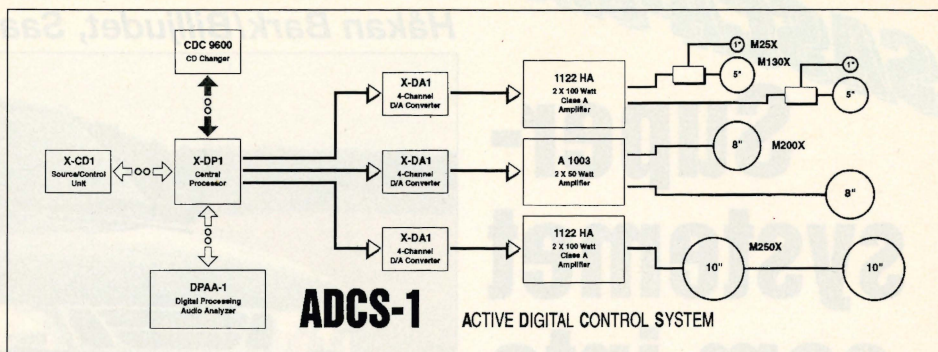 Håkan Bark/Billjudet, Saa
Super-
systemet
som inte
CDC 9600
CD Changer
X-CD1
Source/Control
Unit
X-DP1
Central
Processor
DPAA-1
Digital Processing
Audio Analyzer
X-DA1
4-Channel
D/A Converter
X-DA1
4-Channel
D/A Converter
X-DA1
4-Channel
D/A Converter
1122 HA
2 X 100 Watt
Class A
Amplifier
A 1003
2 X 50 Watt
Amplifier
1122 HA
2 X 100 Watt
Class A
Amplifier
1"
M25X
M130X
5"
1"
5"
8"
M200X
8"
M250X
10"
10"
ADCS-1
ACTIVE DIGITAL CONTROL SYSTEM